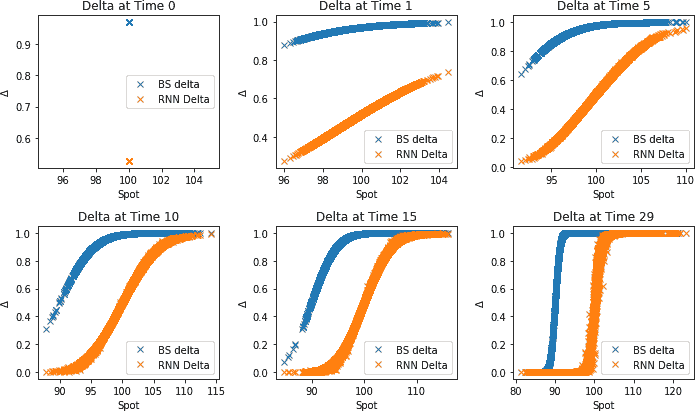 Delta at Time 0
Delta at Time 1
Delta at Time 5
0.9
0.8
0.7
0.6
Δ
BS delta
RNN Delta
96
98
100
102
104
Spot
1.0
0.8
0.6
0.4
Δ
BS delta
RNN Delta
96
98
100
102
104
Spot
1.0
0.8
0.6
0.4
0.2
0.0
Δ
BS delta
RNN Delta
95
100
105
110
Spot
Delta at Time 10
Delta at Time 15
Delta at Time 29
1.0
0.8
0.6
0.4
0.2
0.0
Δ
BS delta
RNN Delta
90
95
100
105
110
115
Spot
1.0
0.8
0.6
0.4
0.2
0.0
Δ
BS delta
RNN Delta
90
100
110
Spot
1.0
0.8
0.6
0.4
0.2
0.0
Δ
BS delta
RNN Delta
80
90
100
110
120
Spot